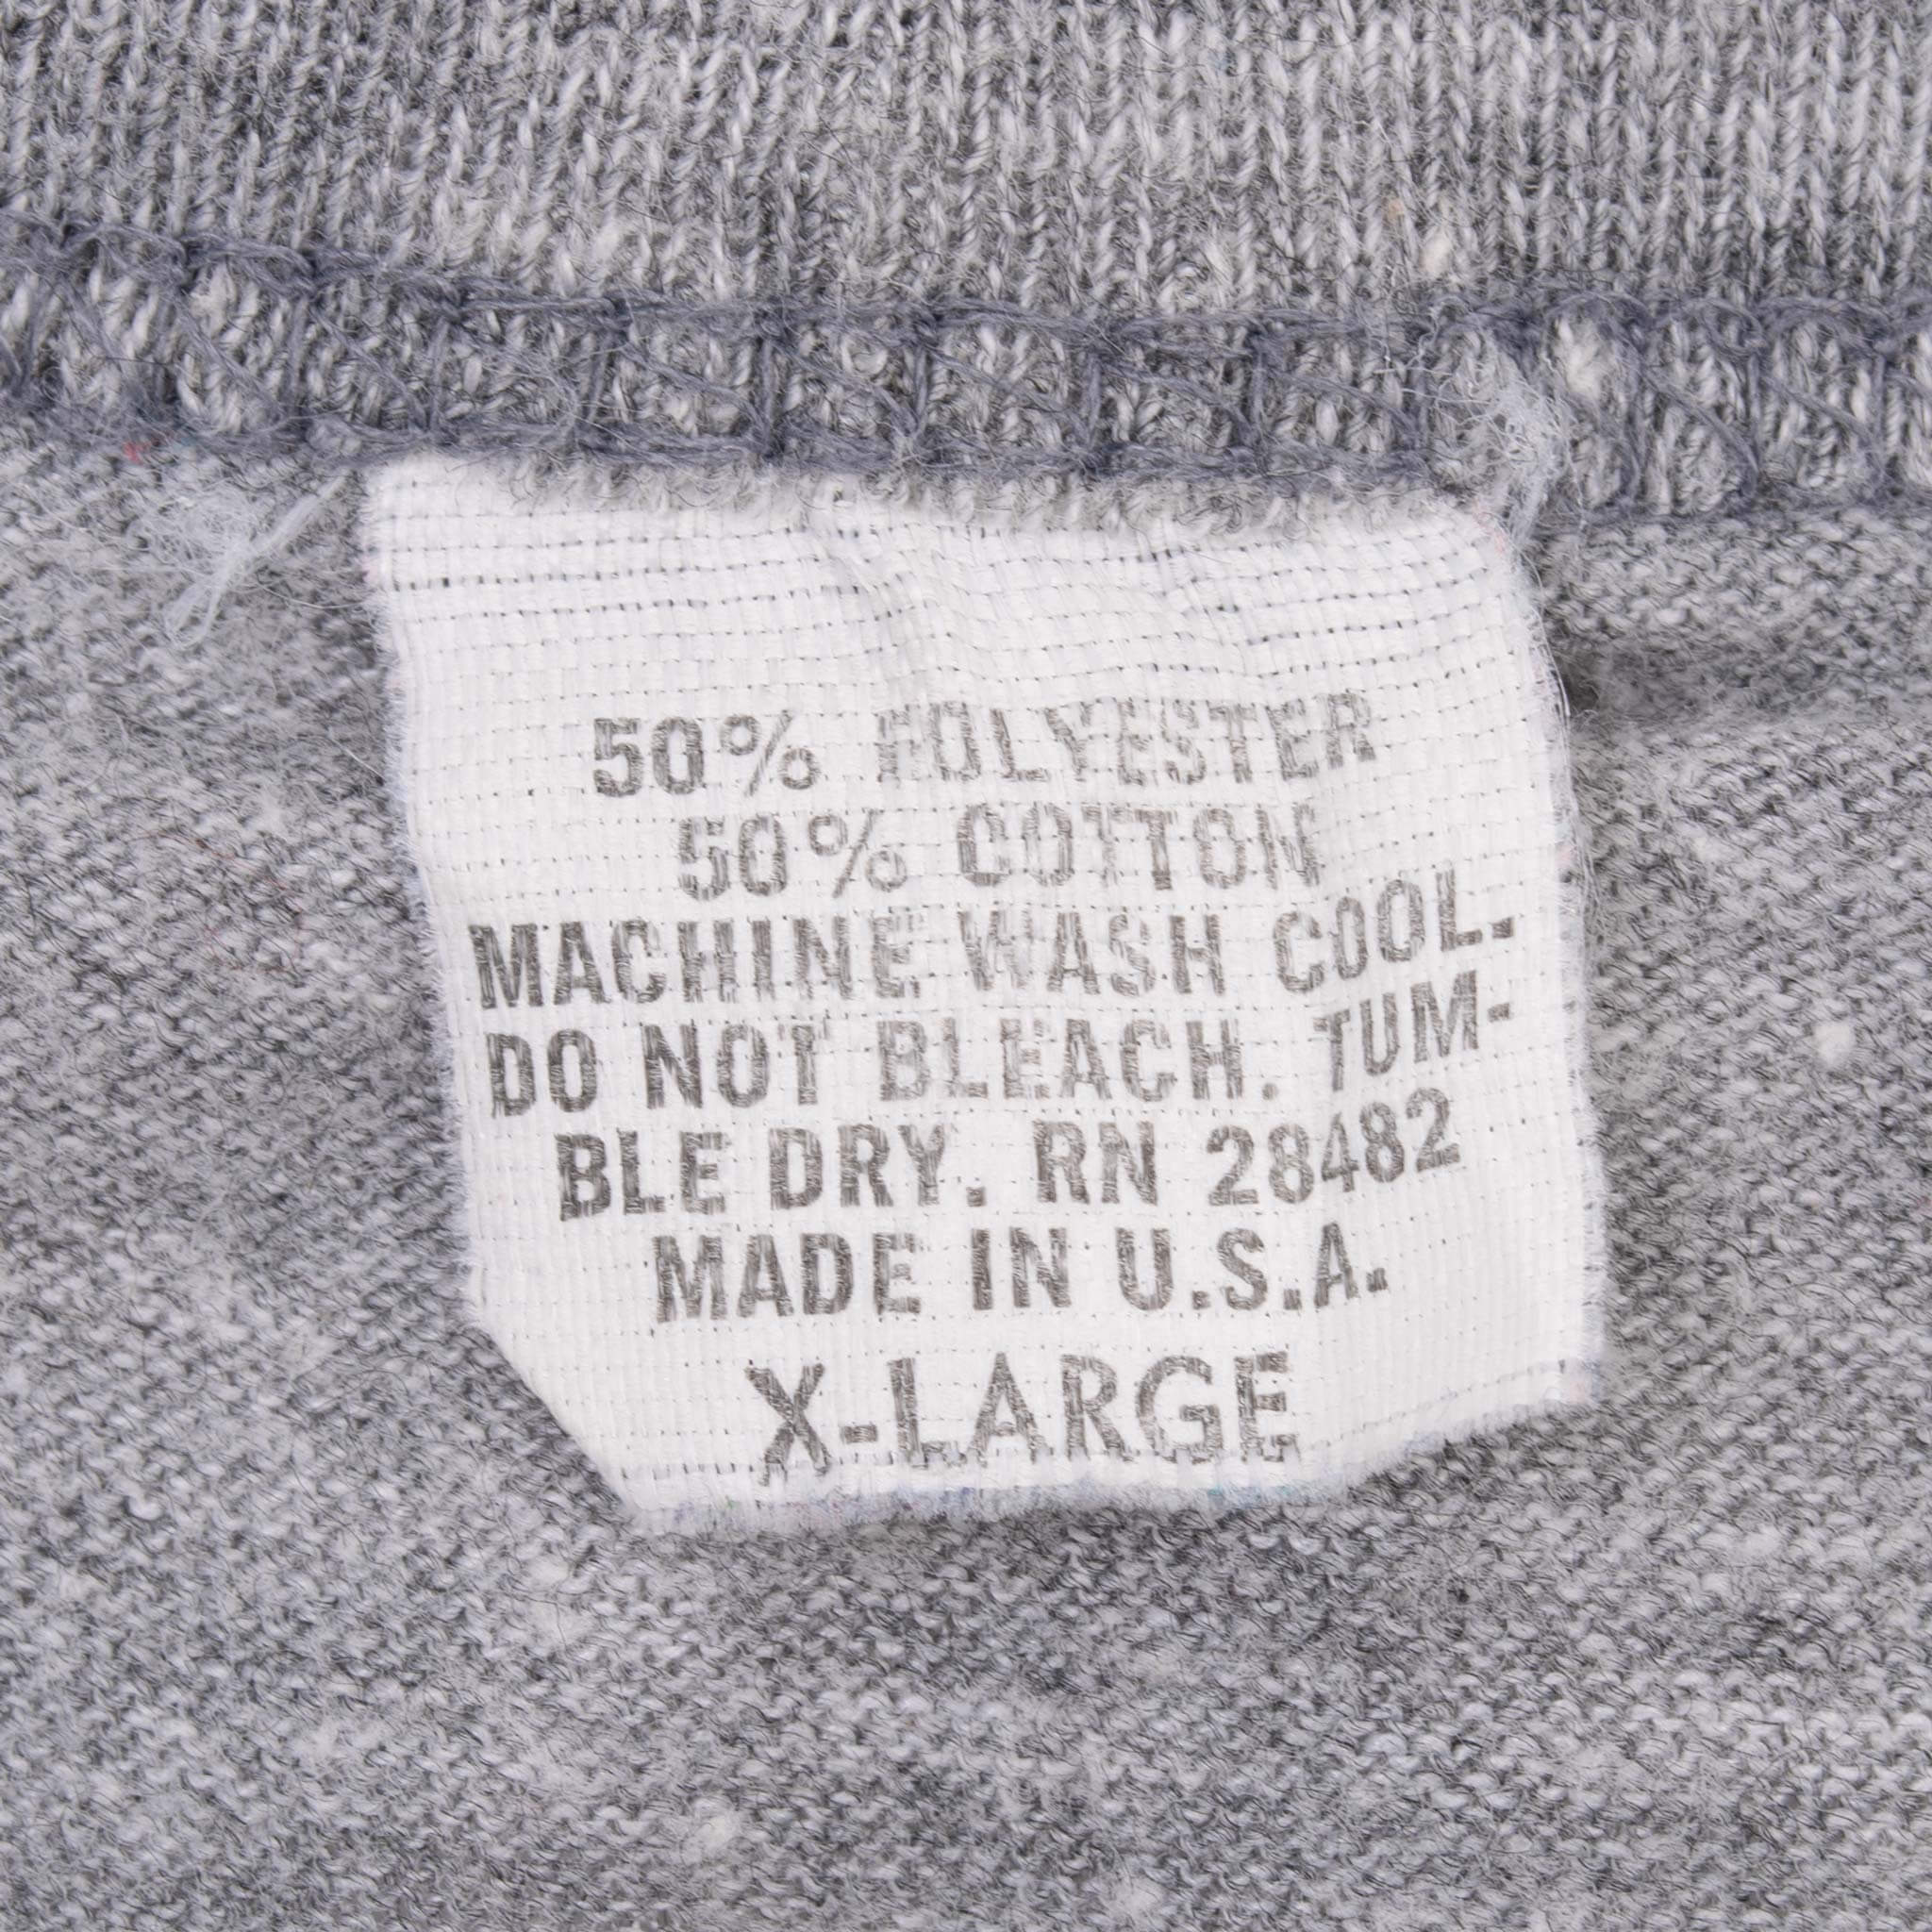 50% POLYESTER
50% COTTON
MACHINE WASH COOL.
DO NOT BLEACH. TUM-
BLE DRY. RN 28482
MADE IN U.S.A.
X-LARGE